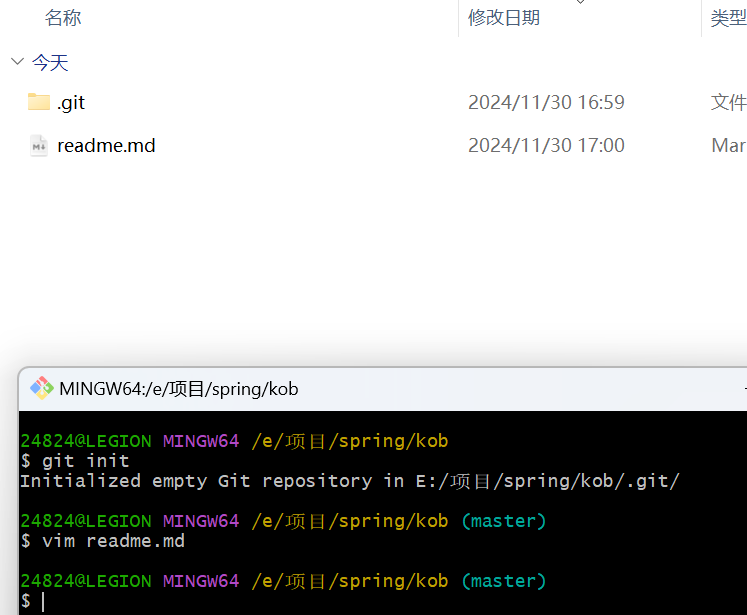 名称 修改日期 类型
今天
.git 2024/11/30 16:59 文件
readme.md 2024/11/30 17:00 Mar
MINGW64:/e/项目/spring/kob
24824@LEGION MINGW64 /e/项目/spring/kob
$ git init
Initialized empty Git repository in E:/项目/spring/kob/.git/
24824@LEGION MINGW64 /e/项目/spring/kob (master)
$ vim readme.md
24824@LEGION MINGW64 /e/项目/spring/kob (master)
$